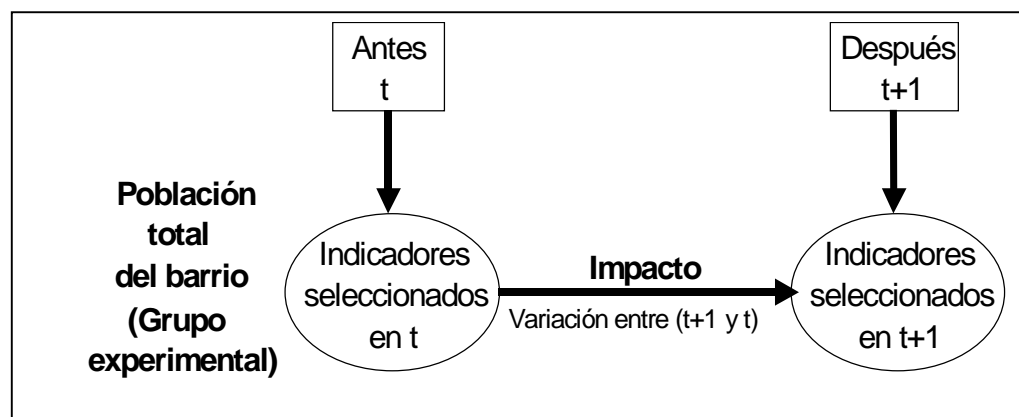 Antes
t
Después
t+1
Población
total
del barrio
(Grupo
experimental)
Indicadores
seleccionados
en t
Impacto
Variación entre (t+1 y t)
Indicadores
seleccionados
en t+1